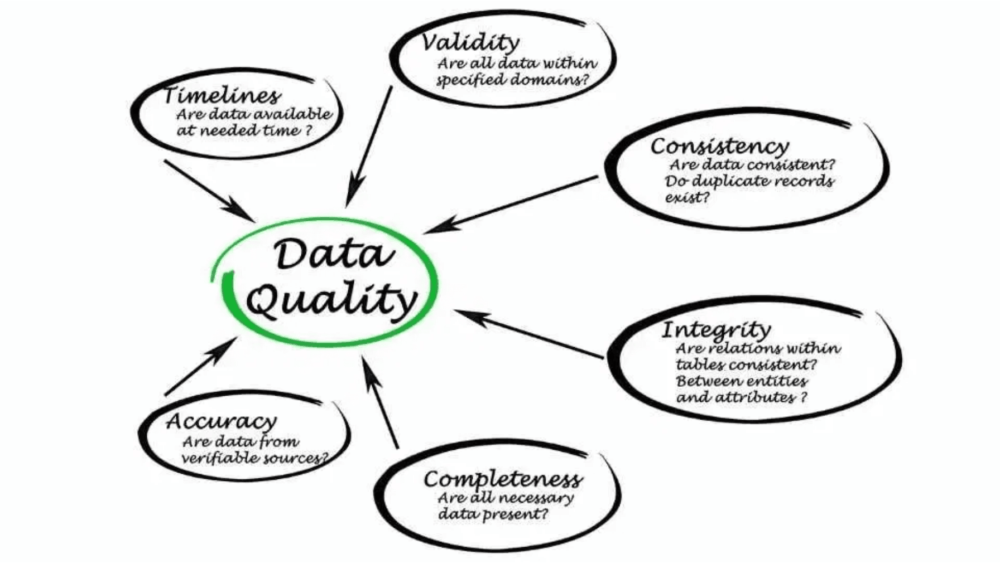 Validity
Are all data within
specified domains?
Timelines
Are data available
at needed time ?
Consistency
Are data consistent?
Do duplicate records
exist?
Data
Quality
Integrity
Are relations within
tables consistent?
Between entities
and attributes ?
Accuracy
Are data from
verifiable sources?
Completeness
Are all necessary
data present?